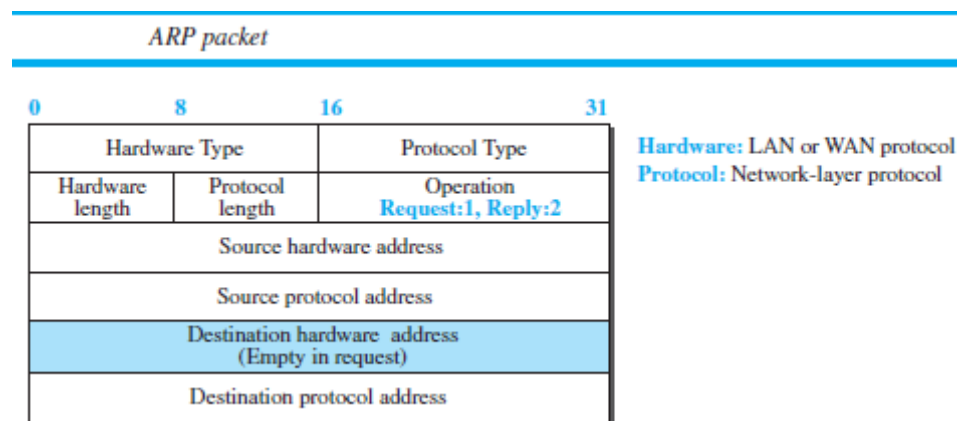 ARP packet
0 8 16 31
Hardware Type Protocol Type
Hardware: LAN or WAN protocol
Protocol: Network-layer protocol
Hardware length Protocol length Operation
Request:1, Reply:2
Source hardware address
Source protocol address
Destination hardware address
(Empty in request)
Destination protocol address